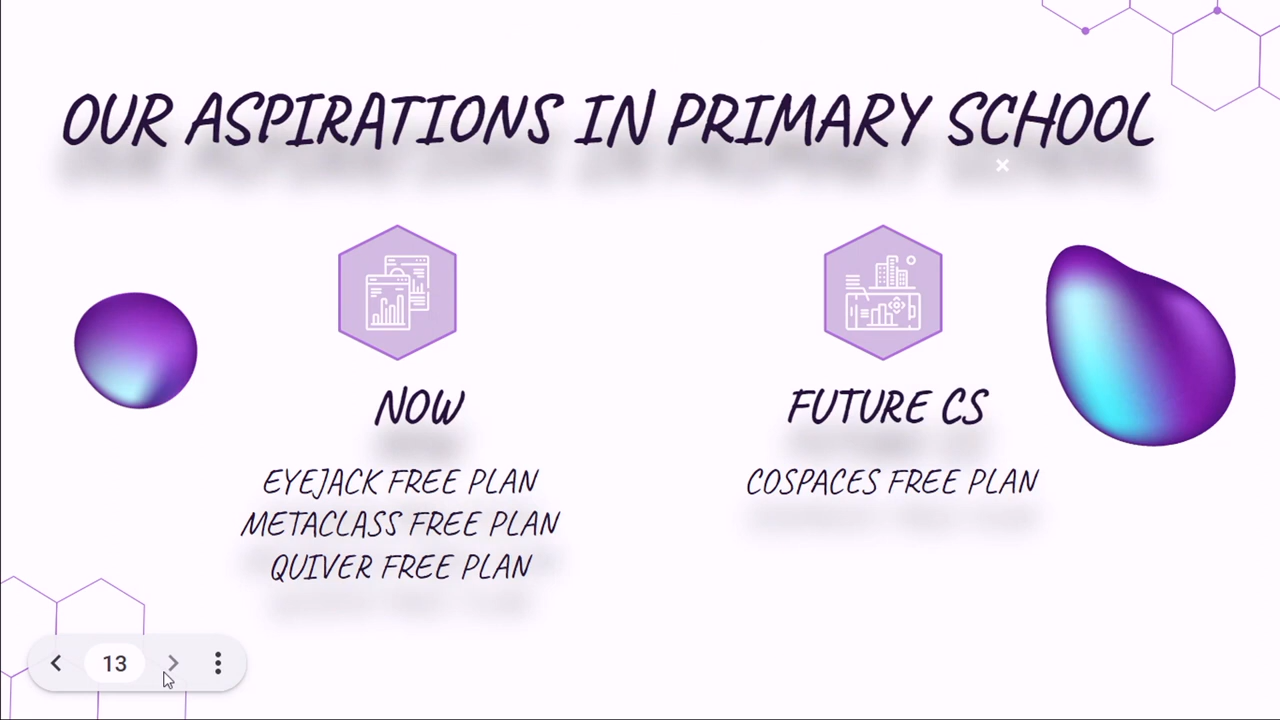 OUR ASPIRATIONS IN PRIMARY SCHOOL
NOW
EYEJACK FREE PLAN
METACLASS FREE PLAN
QUIVER FREE PLAN
FUTURE CS
COSPACES FREE PLAN
13